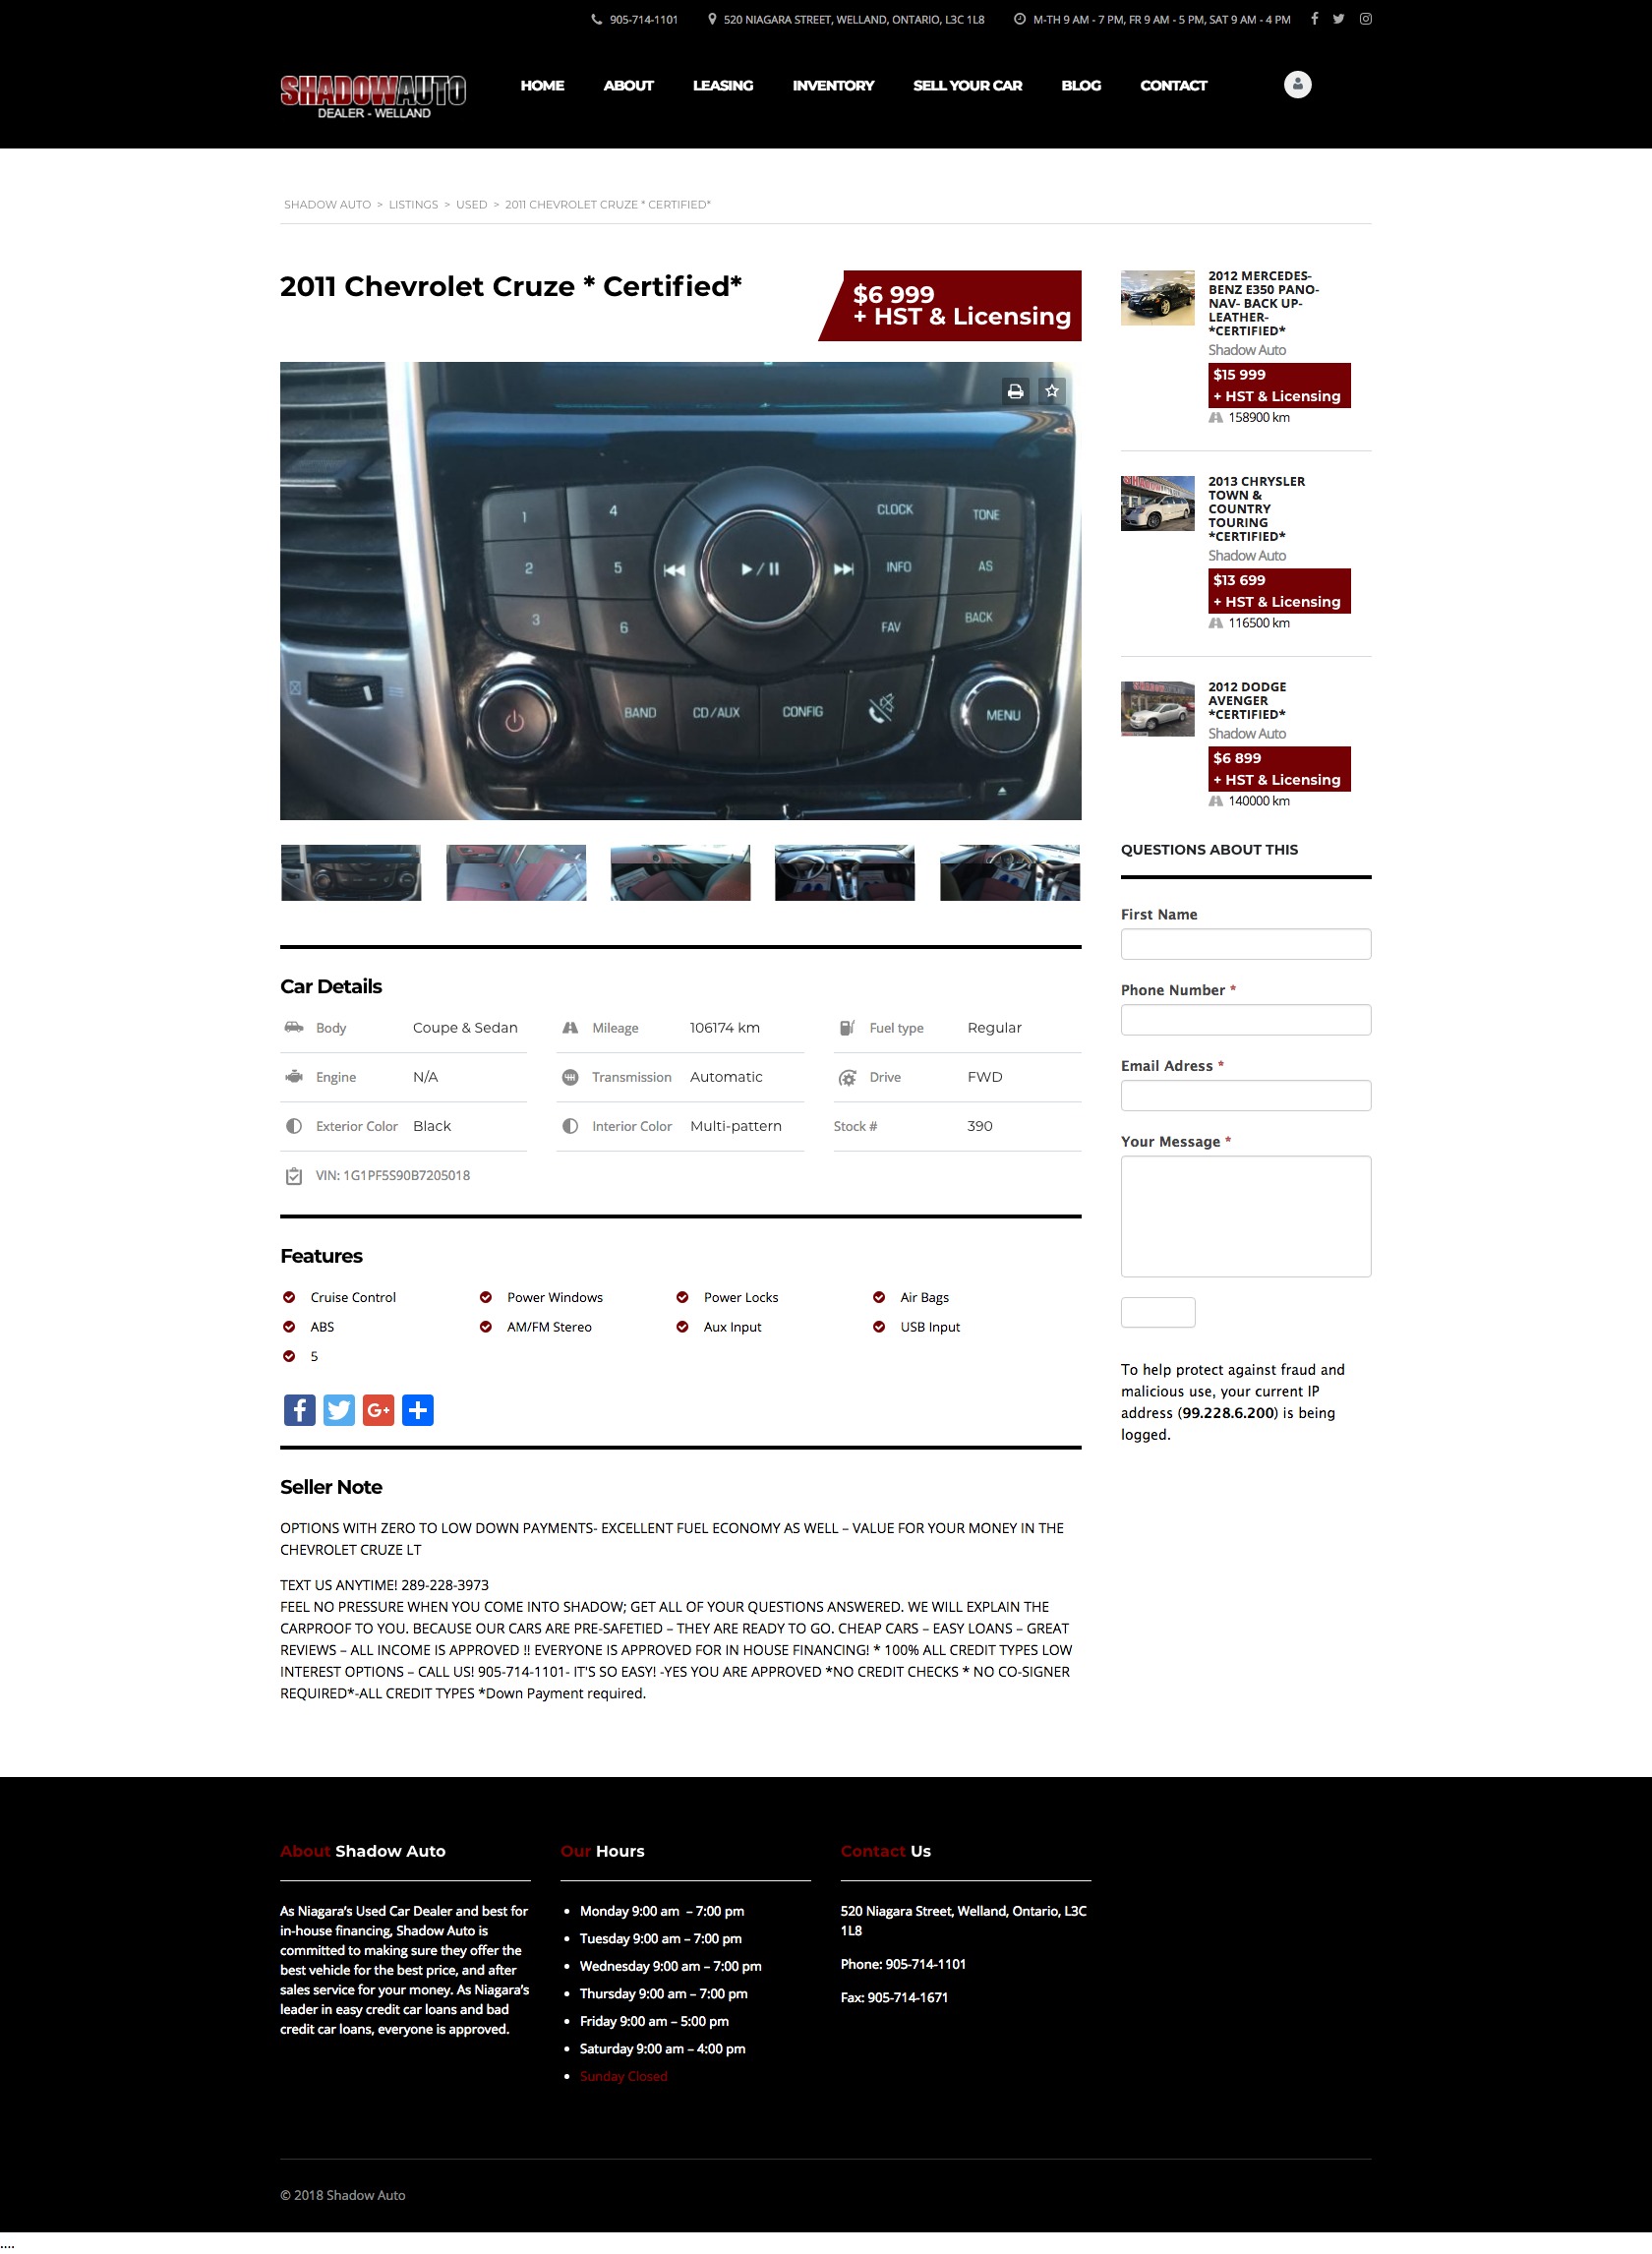 905-714-1101 520 NIAGARA STREET, WELLAND, ONTARIO, L3C 1L8 M-TH 9 AM - 7 PM, FR 9 AM - 5 PM, SAT 9 AM - 4 PM
SHADOWAUTO
DEALER - WELLAND
HOME ABOUT LEASING INVENTORY SELL YOUR CAR BLOG CONTACT
SHADOW AUTO > LISTINGS > USED > 2011 CHEVROLET CRUZE * CERTIFIED*
2011 Chevrolet Cruze * Certified*
$6 999
+ HST & Licensing
1 4 CLOCK TONE
2 5 INFO AS
3 6 FAV BACK
BAND CD/AUX CONFIG MENU
Car Details
Body Coupe & Sedan Mileage 106174 km Fuel type Regular
Engine N/A Transmission Automatic Drive FWD
Exterior Color Black Interior Color Multi-pattern Stock # 390
VIN: 1G1PF5S90B7205018
Features
Cruise Control Power Windows Power Locks Air Bags
ABS AM/FM Stereo Aux Input USB Input
5
Seller Note
OPTIONS WITH ZERO TO LOW DOWN PAYMENTS- EXCELLENT FUEL ECONOMY AS WELL – VALUE FOR YOUR MONEY IN THE
CHEVROLET CRUZE LT
TEXT US ANYTIME! 289-228-3973
FEEL NO PRESSURE WHEN YOU COME INTO SHADOW; GET ALL OF YOUR QUESTIONS ANSWERED. WE WILL EXPLAIN THE
CARPROOF TO YOU. BECAUSE OUR CARS ARE PRE-SAFETIED – THEY ARE READY TO GO. CHEAP CARS – EASY LOANS – GREAT
REVIEWS – ALL INCOME IS APPROVED !! EVERYONE IS APPROVED FOR IN HOUSE FINANCING! * 100% ALL CREDIT TYPES LOW
INTEREST OPTIONS – CALL US! 905-714-1101- IT'S SO EASY! -YES YOU ARE APPROVED *NO CREDIT CHECKS * NO CO-SIGNER
REQUIRED*-ALL CREDIT TYPES *Down Payment required.
2012 MERCEDES-
BENZ E350 PANO-
NAV- BACK UP-
LEATHER-
*CERTIFIED*
Shadow Auto
$15 999
+ HST & Licensing
158900 km
2013 CHRYSLER
TOWN &
COUNTRY
TOURING
*CERTIFIED*
Shadow Auto
$13 699
+ HST & Licensing
116500 km
2012 DODGE
AVENGER
*CERTIFIED*
Shadow Auto
$6 899
+ HST & Licensing
140000 km
QUESTIONS ABOUT THIS
First Name
Phone Number *
Email Adress *
Your Message *
To help protect against fraud and
malicious use, your current IP
address (99.228.6.200) is being
logged.
About Shadow Auto
As Niagara's Used Car Dealer and best for
in-house financing, Shadow Auto is
committed to making sure they offer the
best vehicle for the best price, and after
sales service for your money. As Niagara's
leader in easy credit car loans and bad
credit car loans, everyone is approved.
Our Hours
Monday 9:00 am – 7:00 pm
Tuesday 9:00 am – 7:00 pm
Wednesday 9:00 am – 7:00 pm
Thursday 9:00 am – 7:00 pm
Friday 9:00 am – 5:00 pm
Saturday 9:00 am – 4:00 pm
Sunday Closed
Contact Us
520 Niagara Street, Welland, Ontario, L3C
1L8
Phone: 905-714-1101
Fax: 905-714-1671
© 2018 Shadow Auto
....